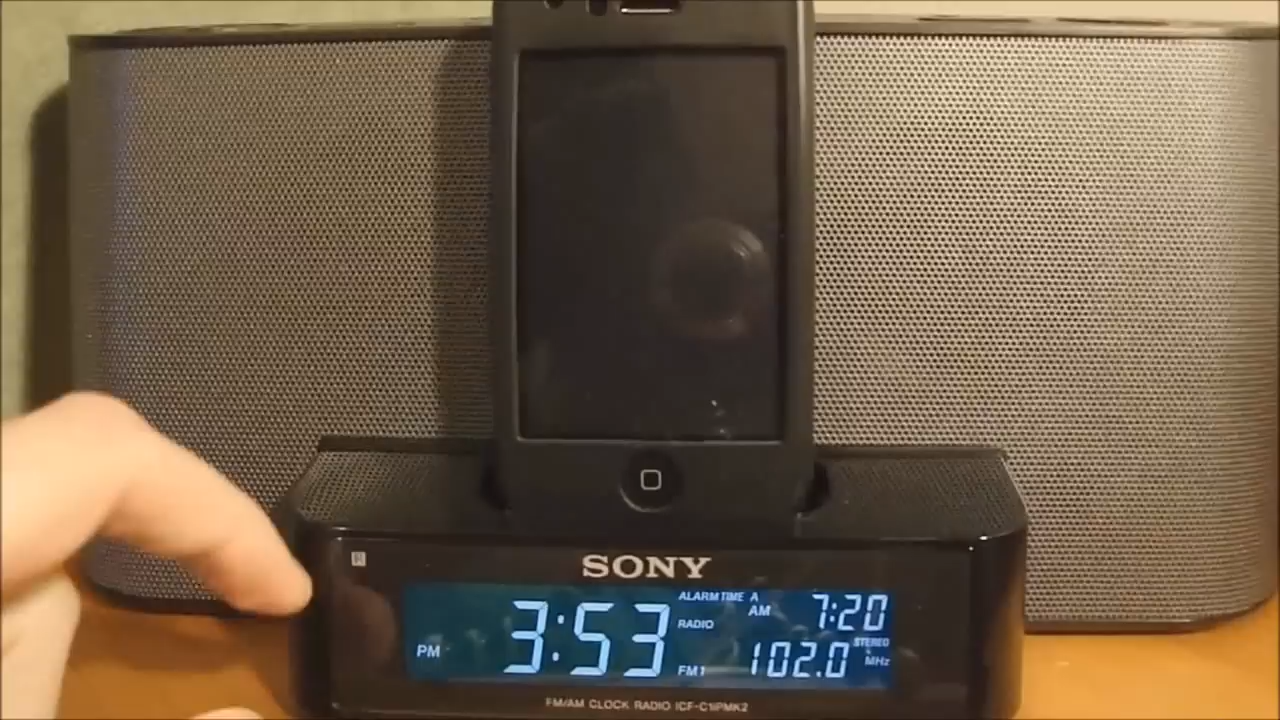 R
SONY
ALARM TIME A
AM 7:20
PM 3:53 RADIO
STEREO
FM1 102.0 MHz
FM/AM CLOCK RADIO ICF-C1iPMK2